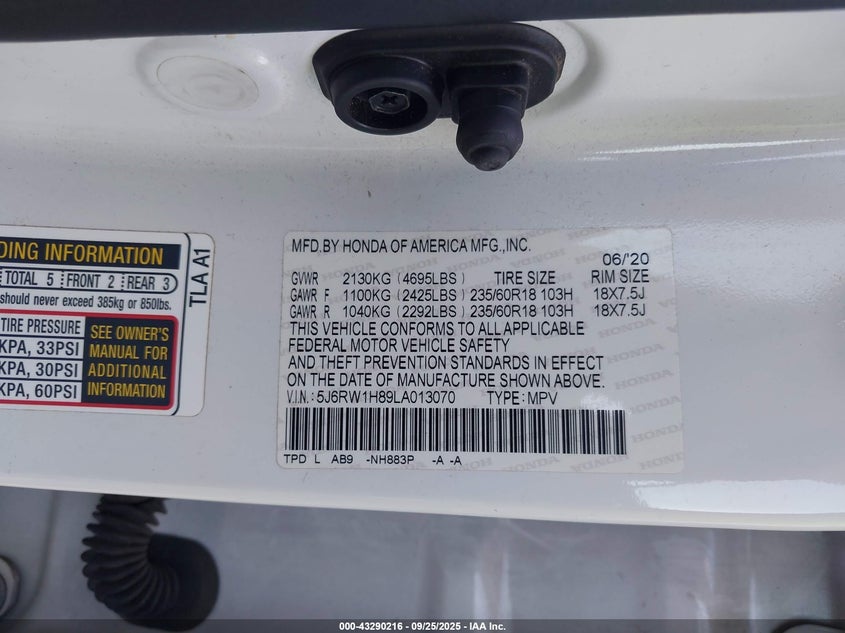 DING INFORMATION
TOTAL 5 FRONT 2 REAR 3
should never exceed 385kg or 850lbs.
TIRE PRESSURE
KPA, 33PSI
KPA, 30PSI
KPA, 60PSI
SEE OWNER'S
MANUAL FOR
ADDITIONAL
INFORMATION
TLA A1
MFD.BY HONDA OF AMERICA MFG.,INC.
06/'20
GVWR 2130KG (4695LBS) TIRE SIZE RIM SIZE
GAWR F 1100KG (2425LBS) 235/60R18 103H 18X7.5J
GAWR R 1040KG (2292LBS) 235/60R18 103H 18X7.5J
THIS VEHICLE CONFORMS TO ALL APPLICABLE
FEDERAL MOTOR VEHICLE SAFETY
AND THEFT PREVENTION STANDARDS IN EFFECT
ON THE DATE OF MANUFACTURE SHOWN ABOVE.
V.I.N.:5J6RW1H89LA013070 TYPE:MPV
TPD L AB9 -NH883P -A -A
000-43290216 - 09/25/2025 - IAA Inc.